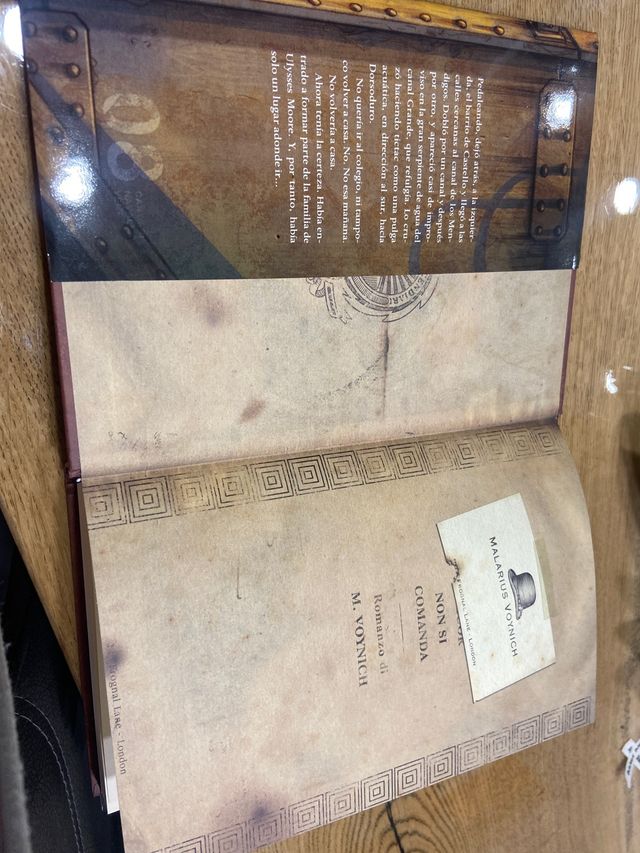 Pedaleando, dejó atrás, a la izquier-
da, el barrio de Castello y llegó a las
calles cercanas al canal de los Men-
digos. Dobló por un canal y después
por otro, y apareció casi de impro-
viso en la gran serpiente de agua del
canal Grande, que refulgía. Lo cru-
zó haciendo tictac como una pulga
acuática, en dirección al sur, hacia
Dorsoduro.
No quería ir al colegio, ni tampo-
co volver a casa. No. No esa mañana.
No volvería a casa.
Ahora tenía la certeza. Había en-
trado a formar parte de la familia de
Ulysses Moore. Y, por tanto, había
solo un lugar adonde ir...
80
MALARIUS VOYNICH
FROGNAL LANE - LONDON
NON SI
COMANDA
Romanzo di
M. VOYNICH
Frognal Lane - London